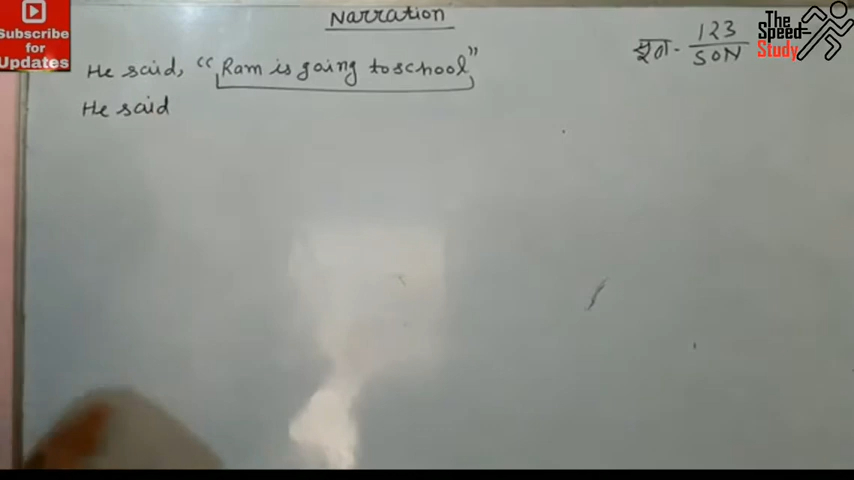 Narration
The
Speed
Study
सूत्र - 123
SON
Subscribe
for
Updates
He said, “Ram is going to school”
He said